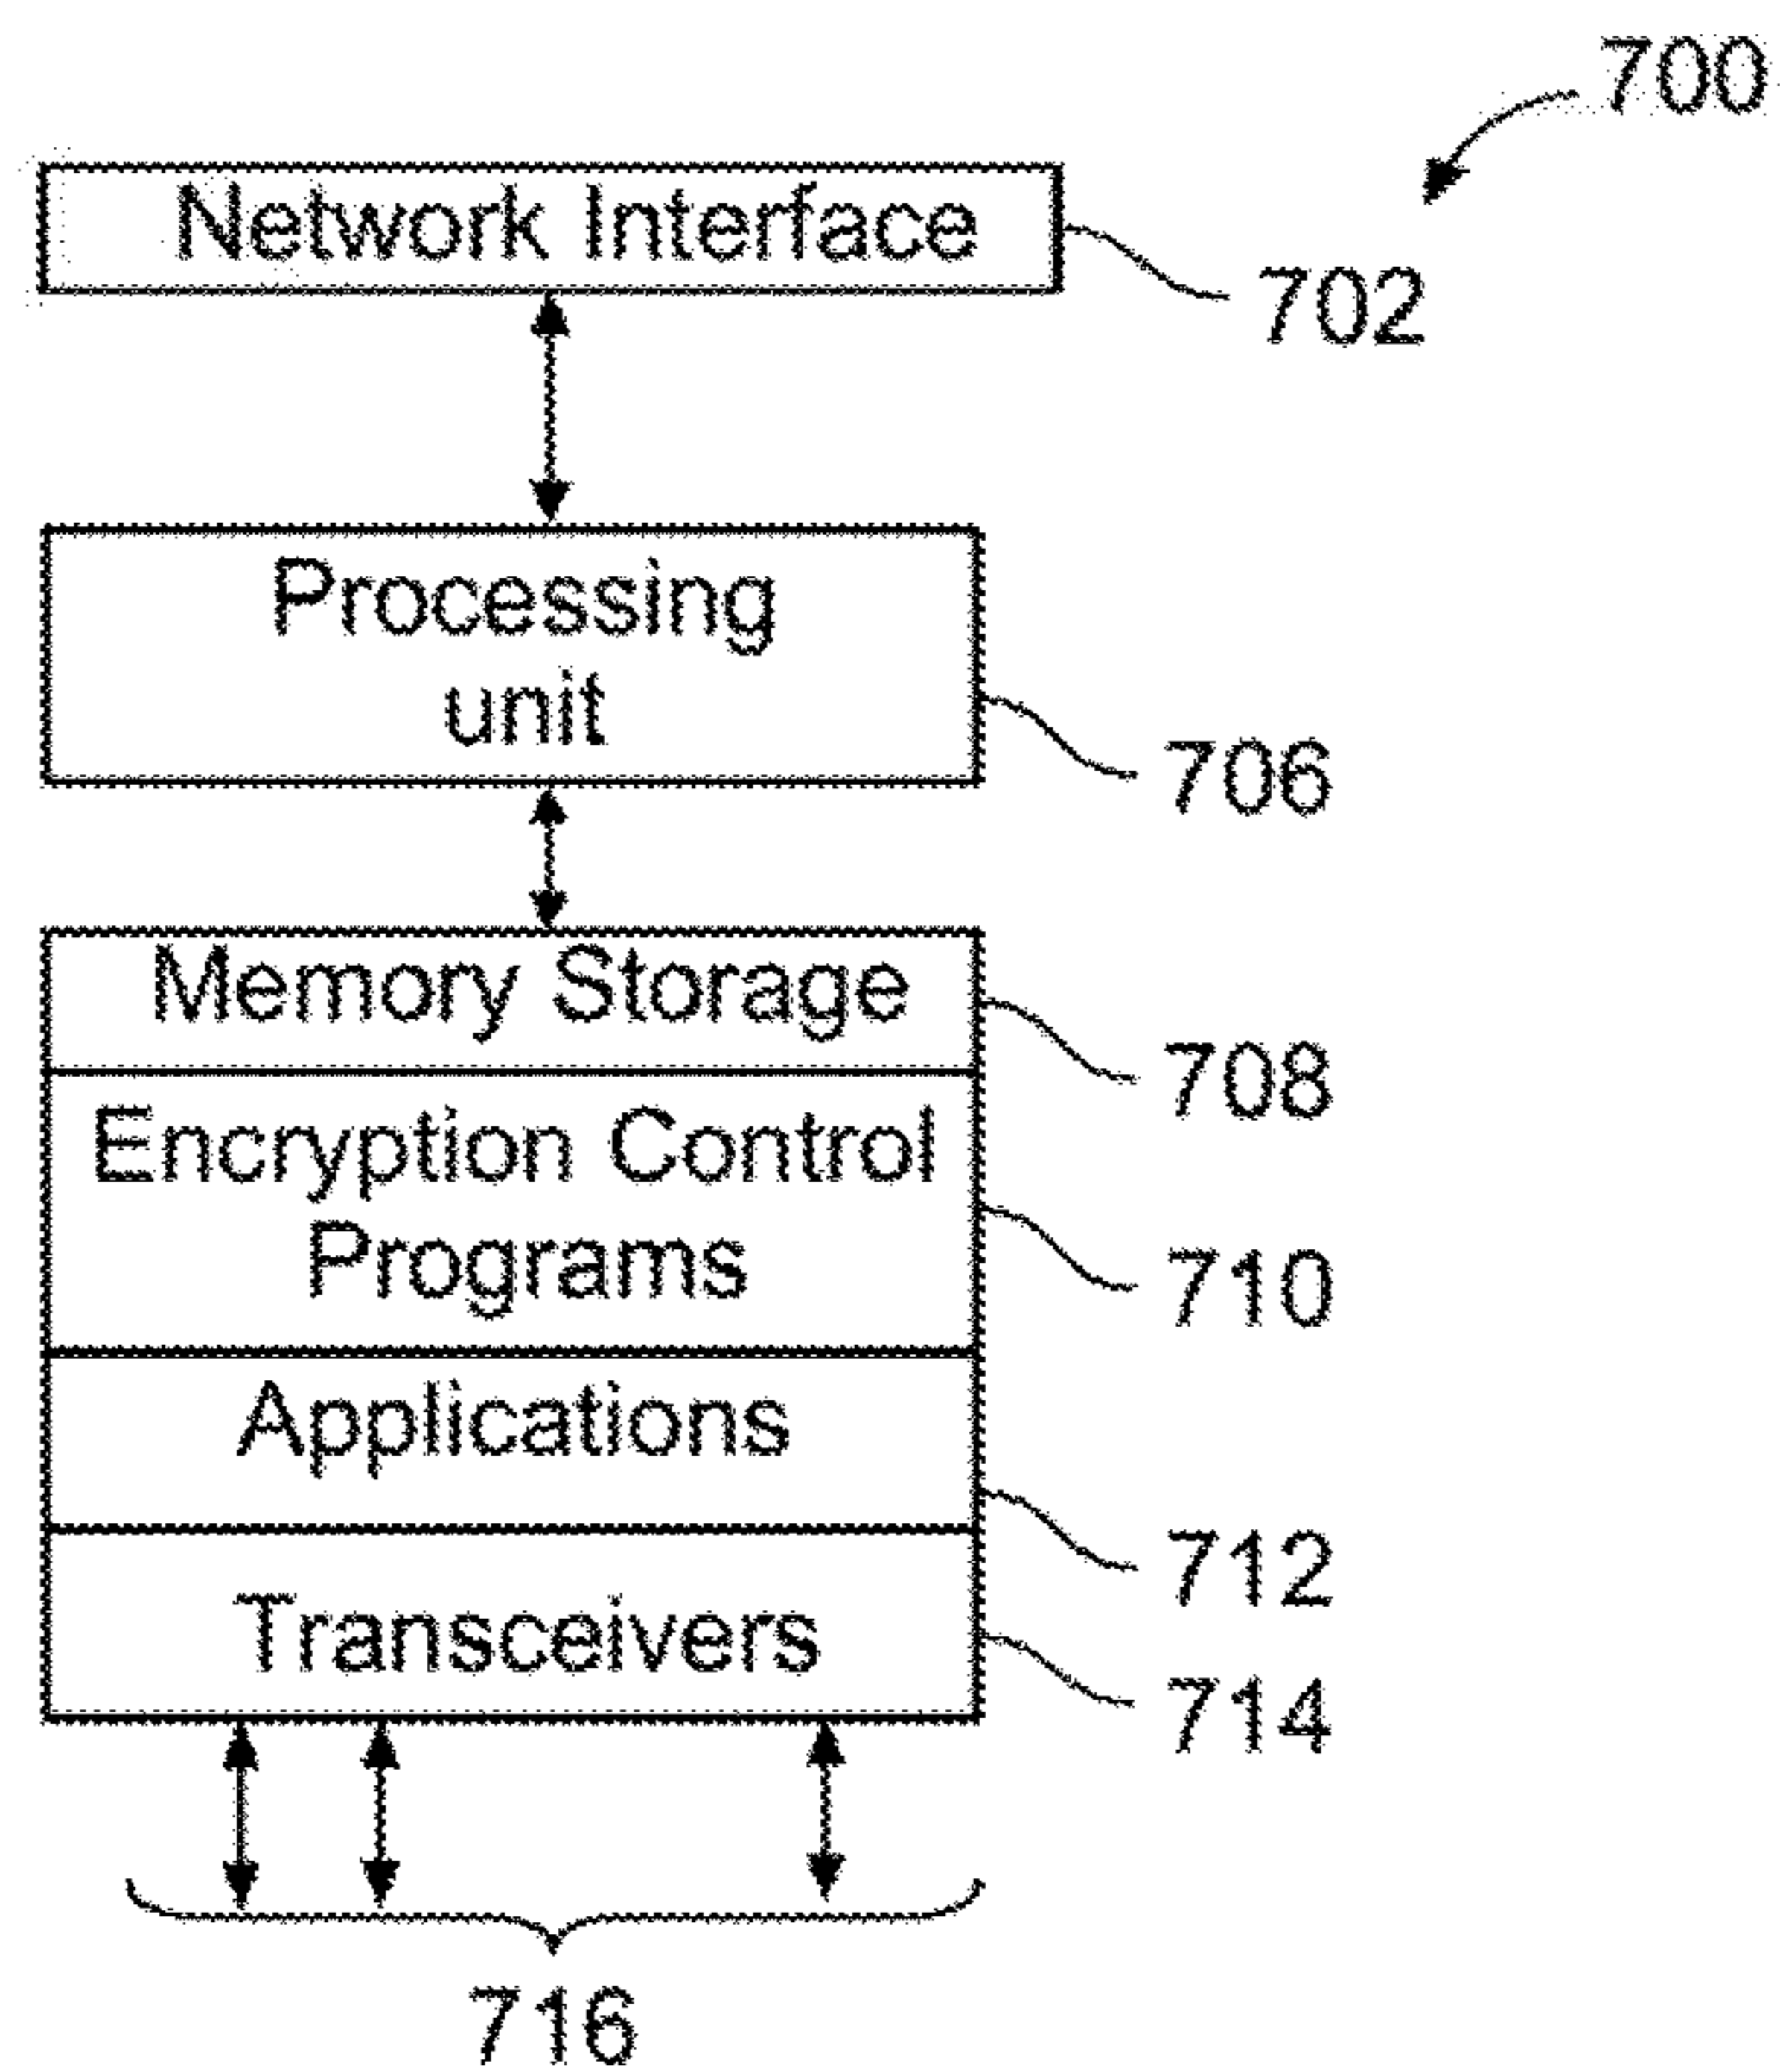 700
Network Interface
702
Processing
unit
706
Memory Storage
708
Encryption Control
Programs
710
Applications
712
Transceivers
714
716